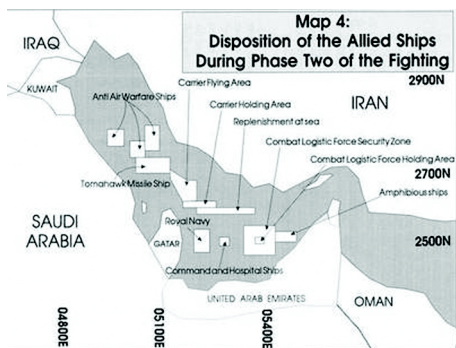 Map 4:
Disposition of the Allied Ships
During Phase Two of the Fighting
IRAQ
2900N
KUWAIT
Carrier Flying Area
IRAN
Anti Air Warfare Ships
Carrier Holding Area
Replenishment at sea
Combat Logistic Force Security Zone
Combat Logistic Force Holding Area
2700N
Tomahawk Missile Ship
Amphibious ships
SAUDI
ARABIA
Royal Navy
QATAR
2500N
Command and Hospital Ships
UNITED ARAB EMIRATES
OMAN
04800E
05100E
05400E